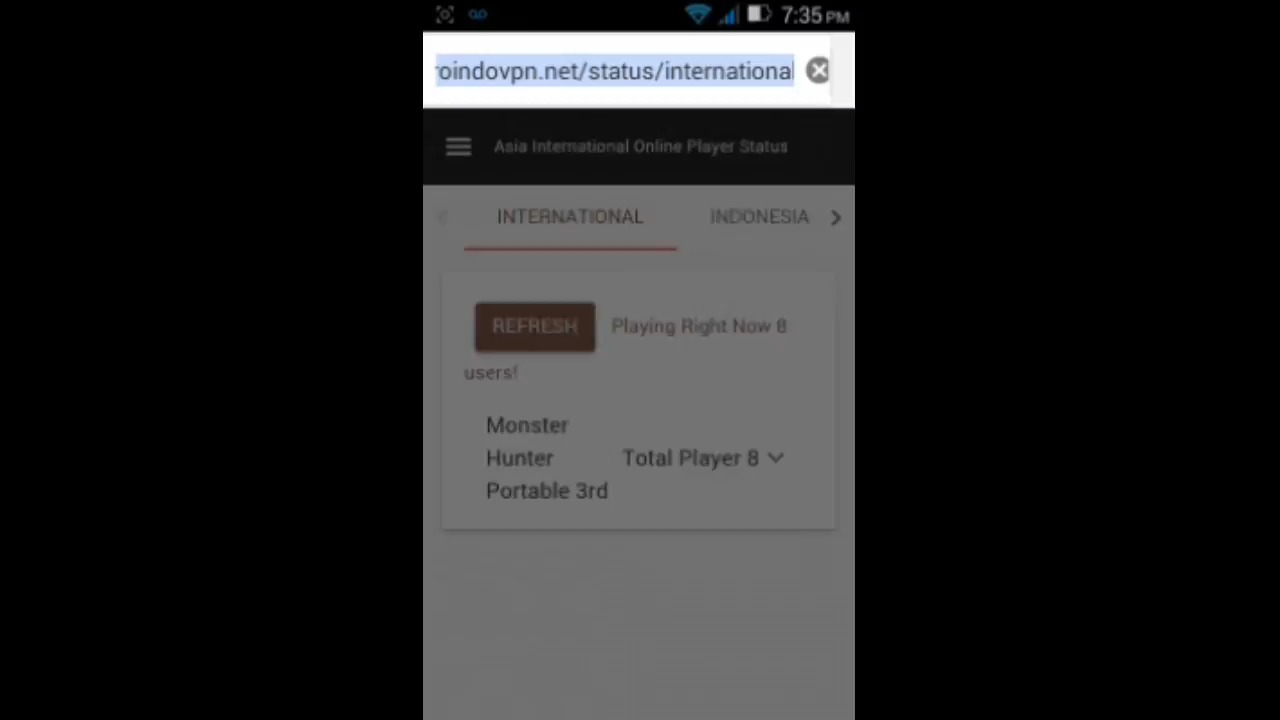 7:35 PM
roindovpn.net/status/international
Asia International Online Player Status
INTERNATIONAL INDONESIA
REFRESH Playing Right Now 8
users!
Monster
Hunter Total Player 8
Portable 3rd